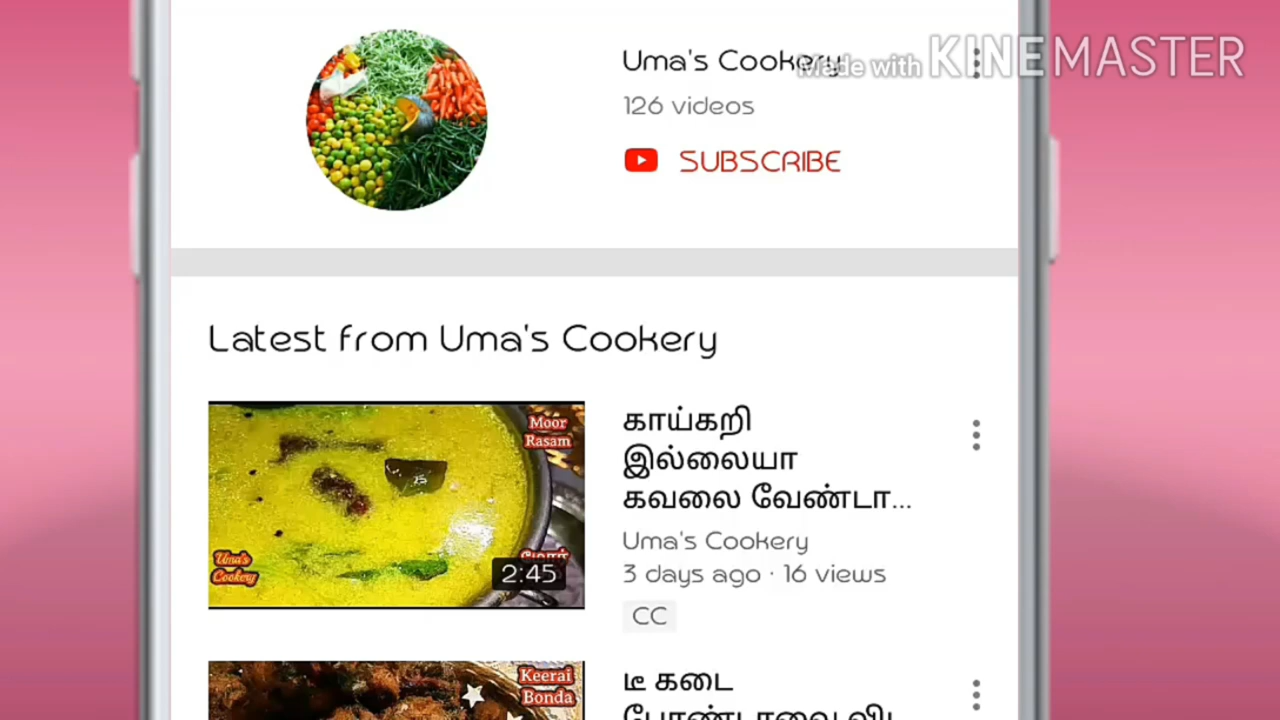 Uma's Cookery
Made with KINEMASTER
126 videos
SUBSCRIBE
Latest from Uma's Cookery
Moor
Rasam
காய்கறி
இல்லையா
கவலை வேண்டா...
Uma's Cookery
3 days ago · 16 views
CC
Uma's
Cookery
மோர்
2:45
Keerai
Bonda
டீ கடை